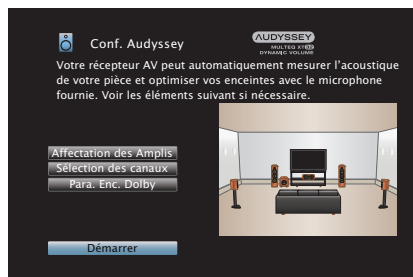 Conf. Audyssey
AUDYSSEY
MULTEQ XT32
DYNAMIC VOLUME
Votre récepteur AV peut automatiquement mesurer l'acoustique
de votre pièce et optimiser vos enceintes avec le microphone
fournie. Voir les éléments suivant si nécessaire.
Affectation des Amplis
Sélection des canaux
Para. Enc. Dolby
Démarrer